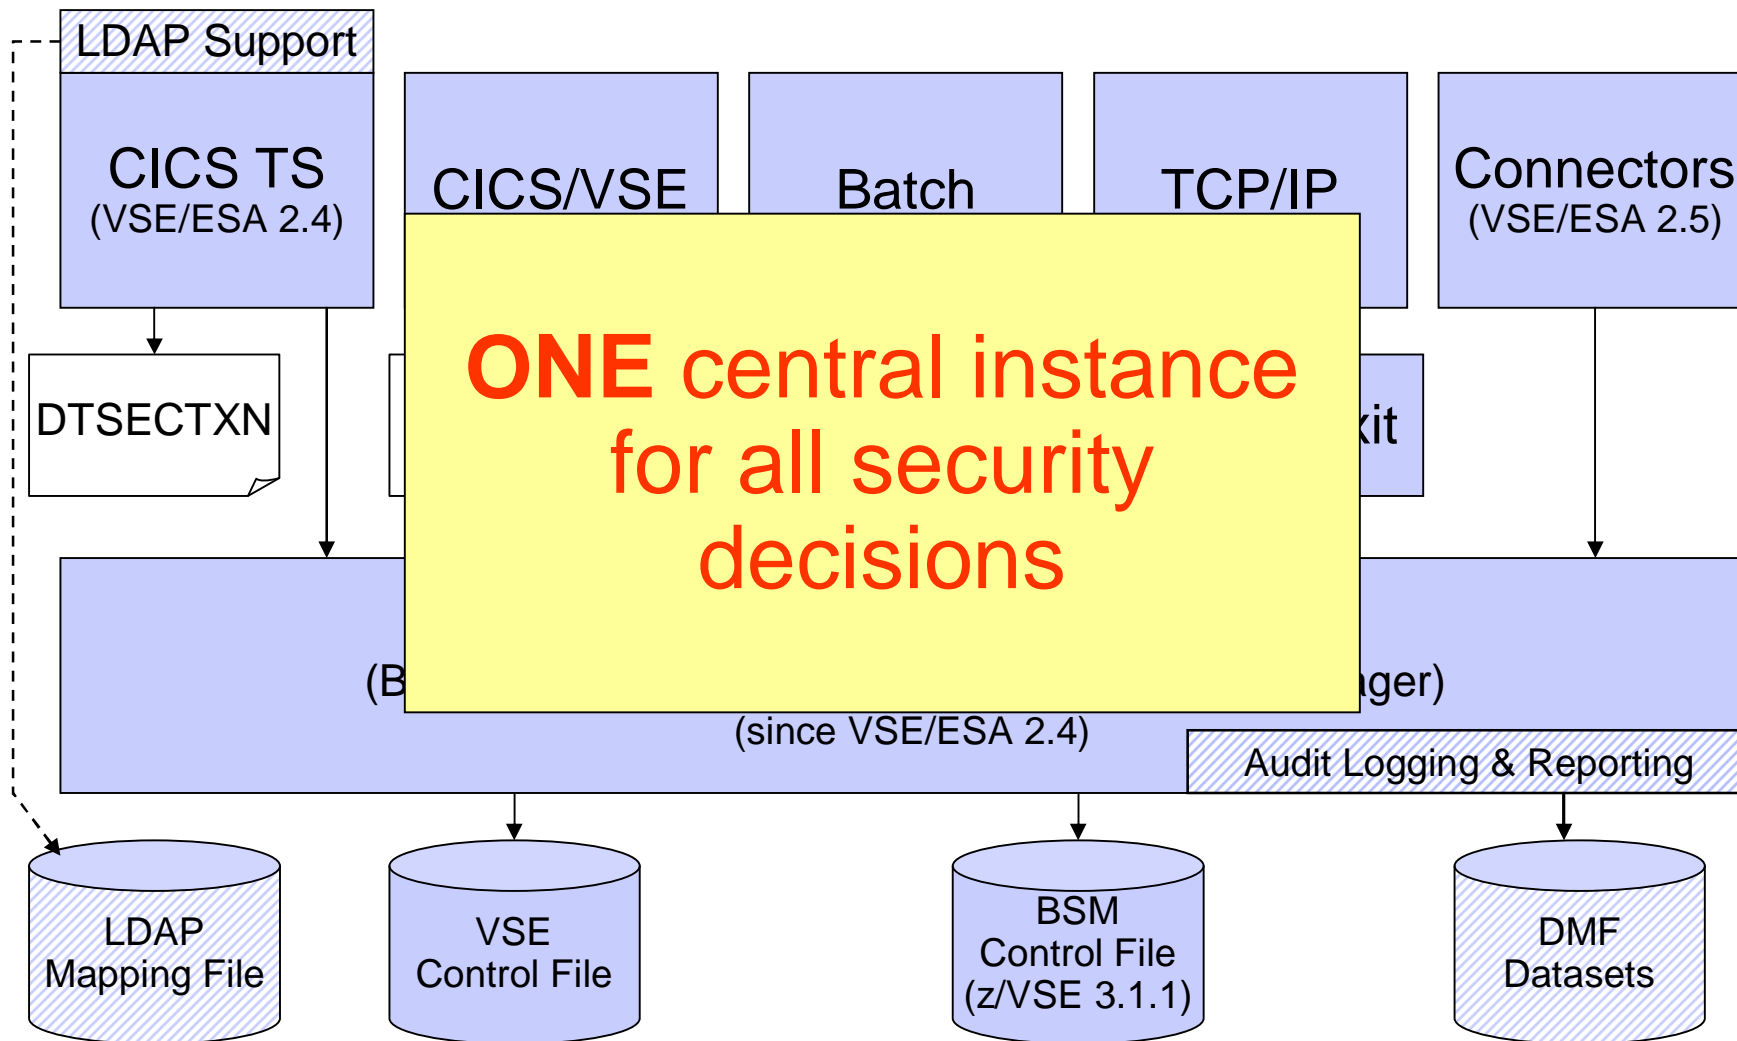 LDAP Support
CICS TS
(VSE/ESA 2.4)
CICS/VSE
Batch
TCP/IP
Connectors
(VSE/ESA 2.5)
DTSECTXN
ONE central instance
for all security
decisions
xit
(B
ager)
(since VSE/ESA 2.4)
Audit Logging & Reporting
LDAP
Mapping File
VSE
Control File
BSM
Control File
(z/VSE 3.1.1)
DMF
Datasets